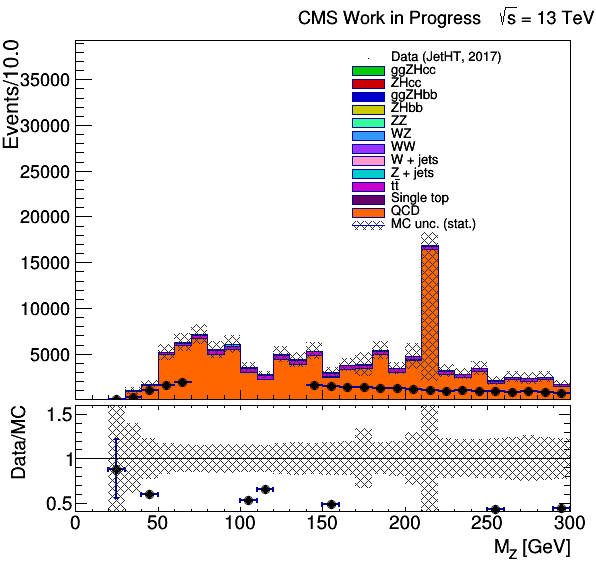 CMS Work in Progress √s = 13 TeV
Events/10.0
35000
30000
25000
20000
15000
10000
5000
Data (JetHT, 2017)
ggZHcc
ZHcc
ggZHbb
ZHbb
ZZ
WZ
WW
W + jets
Z + jets
tt̄
Single top
QCD
MC unc. (stat.)
Data/MC
1.5
1
0.5
0 50 100 150 200 250 300
M_Z [GeV]